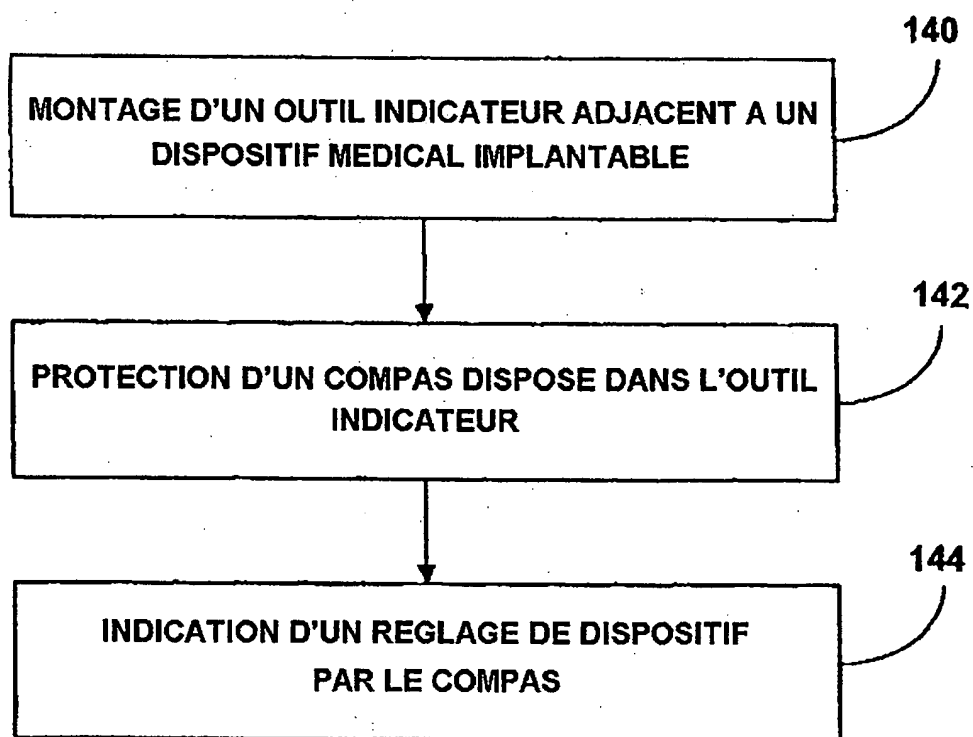 140
MONTAGE D'UN OUTIL INDICATEUR ADJACENT A UN
DISPOSITIF MEDICAL IMPLANTABLE
142
PROTECTION D'UN COMPAS DISPOSE DANS L'OUTIL
INDICATEUR
144
INDICATION D'UN REGLAGE DE DISPOSITIF
PAR LE COMPAS